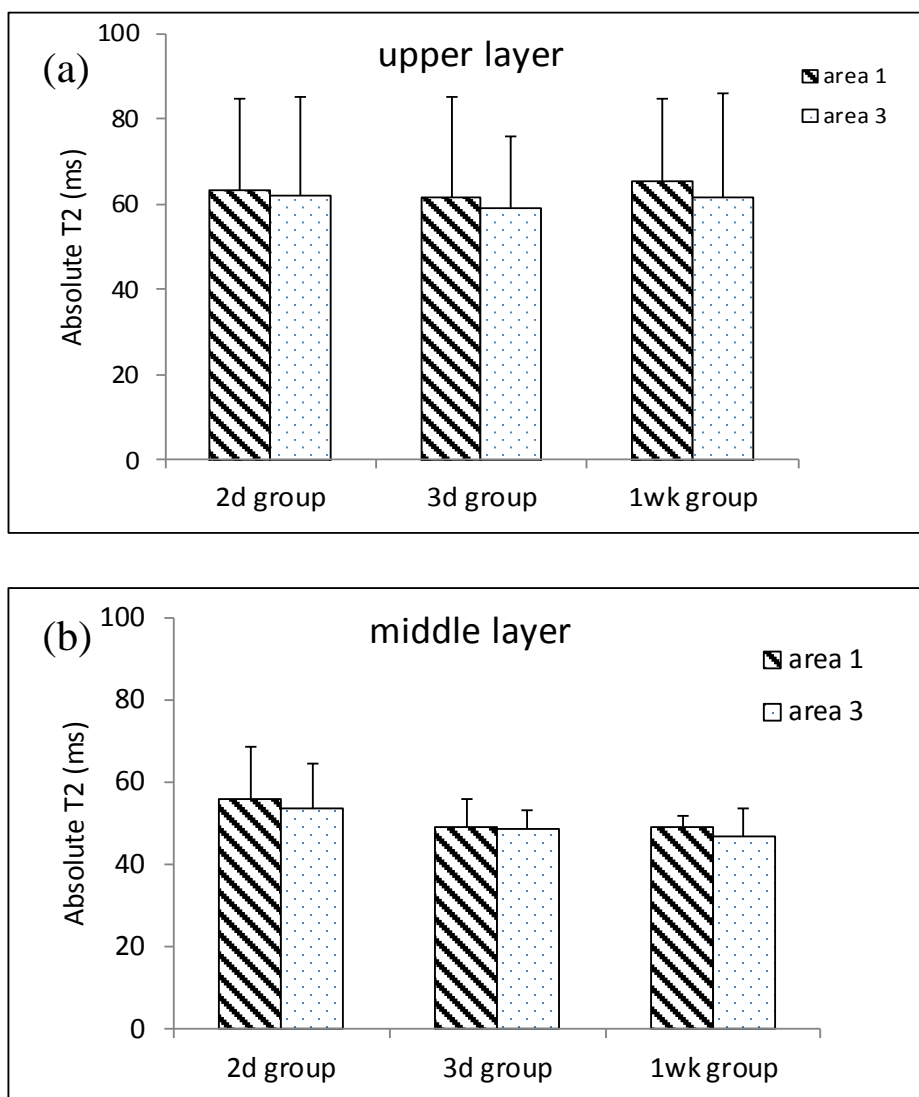 (a)
upper layer
area 1
area 3
Absolute T2 (ms)
100
80
60
40
20
0
2d group 3d group 1wk group
(b)
middle layer
area 1
area 3
Absolute T2 (ms)
100
80
60
40
20
0
2d group 3d group 1wk group